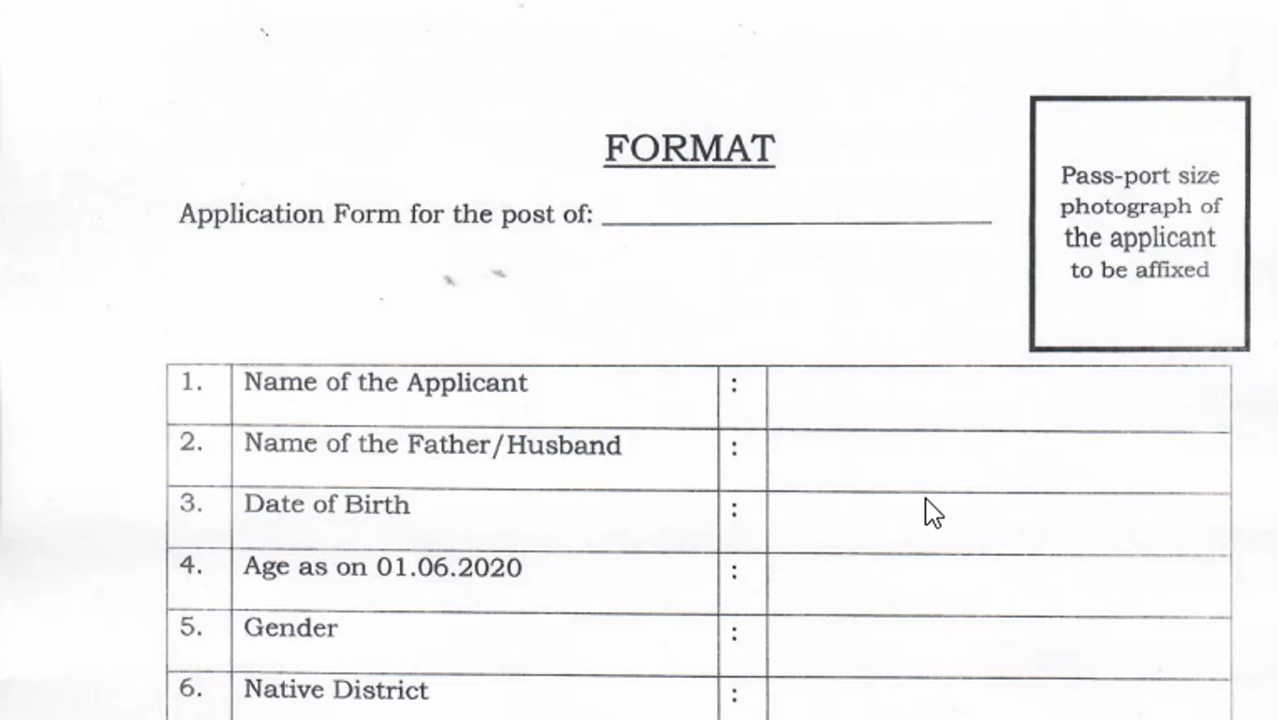 FORMAT
Application Form for the post of: ____________________
Pass-port size
photograph of
the applicant
to be affixed
1. Name of the Applicant :
2. Name of the Father/Husband :
3. Date of Birth :
4. Age as on 01.06.2020 :
5. Gender :
6. Native District :